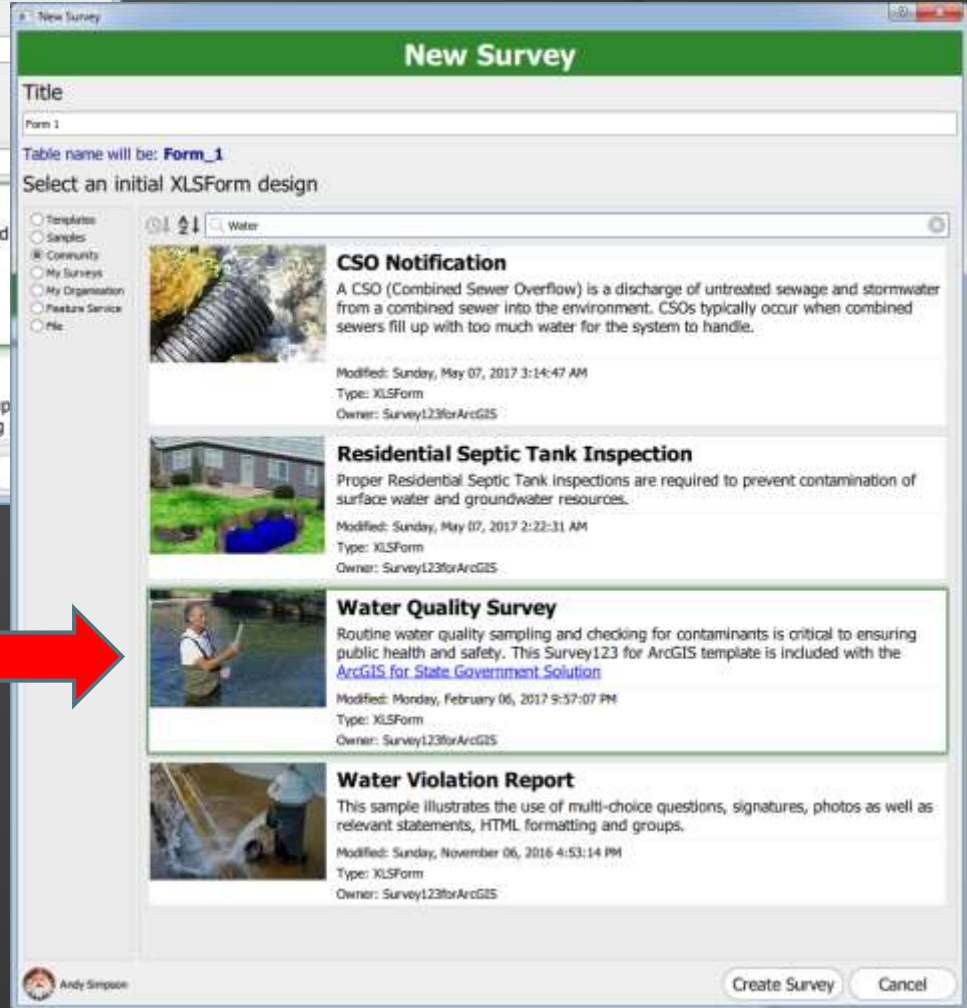 New Survey
New Survey
Title
Form 1
Table name will be: Form_1
Select an initial XLSForm design
Templates
Samples
Community
My Surveys
My Organisation
Feature Service
File
Water
CSO Notification
A CSO (Combined Sewer Overflow) is a discharge of untreated sewage and stormwater
from a combined sewer into the environment. CSOs typically occur when combined
sewers fill up with too much water for the system to handle.
Modified: Sunday, May 07, 2017 3:14:47 AM
Type: XLSForm
Owner: Survey123forArcGIS
Residential Septic Tank Inspection
Proper Residential Septic Tank inspections are required to prevent contamination of
surface water and groundwater resources.
Modified: Sunday, May 07, 2017 2:22:31 AM
Type: XLSForm
Owner: Survey123forArcGIS
Water Quality Survey
Routine water quality sampling and checking for contaminants is critical to ensuring
public health and safety. This Survey123 for ArcGIS template is included with the
ArcGIS for State Government Solution
Modified: Monday, February 06, 2017 9:57:07 PM
Type: XLSForm
Owner: Survey123forArcGIS
Water Violation Report
This sample illustrates the use of multi-choice questions, signatures, photos as well as
relevant statements, HTML formatting and groups.
Modified: Sunday, November 06, 2016 4:53:14 PM
Type: XLSForm
Owner: Survey123forArcGIS
Andy Simpson
Create Survey
Cancel